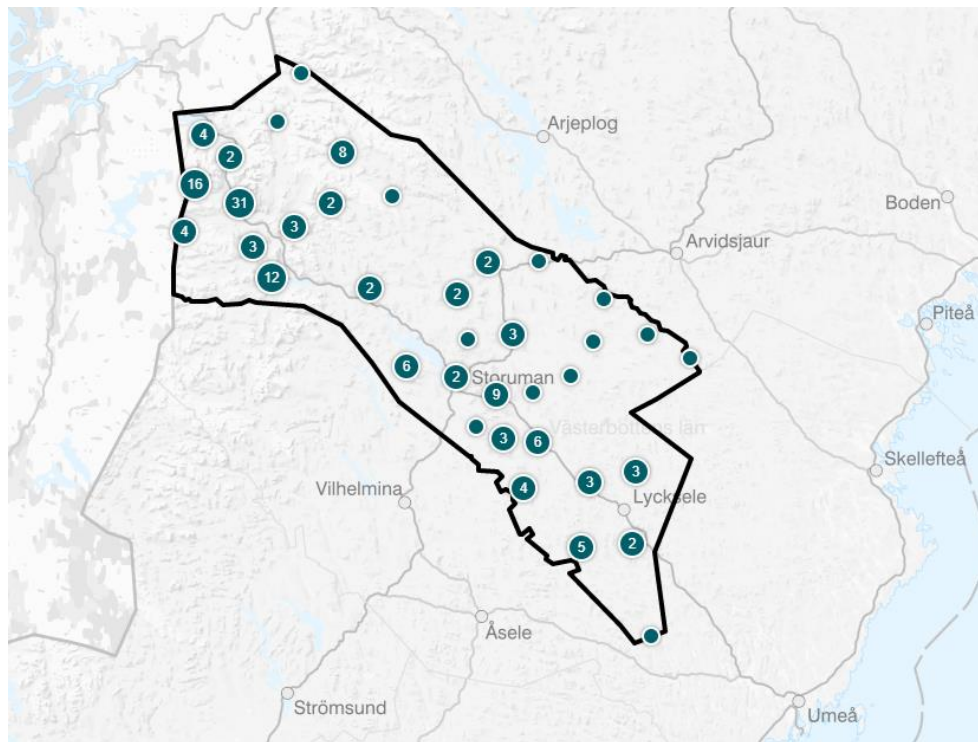 Arjeplog
4
2
8
Boden
16
31
2
3
4
3
Arvidsjaur
2
12
2
2
Piteå
3
6
2
Storuman
9
Västerbottens län
3
6
Skellefteå
3
3
4
Vilhelmina
Lycksele
5
2
Åsele
Strömsund
Umeå